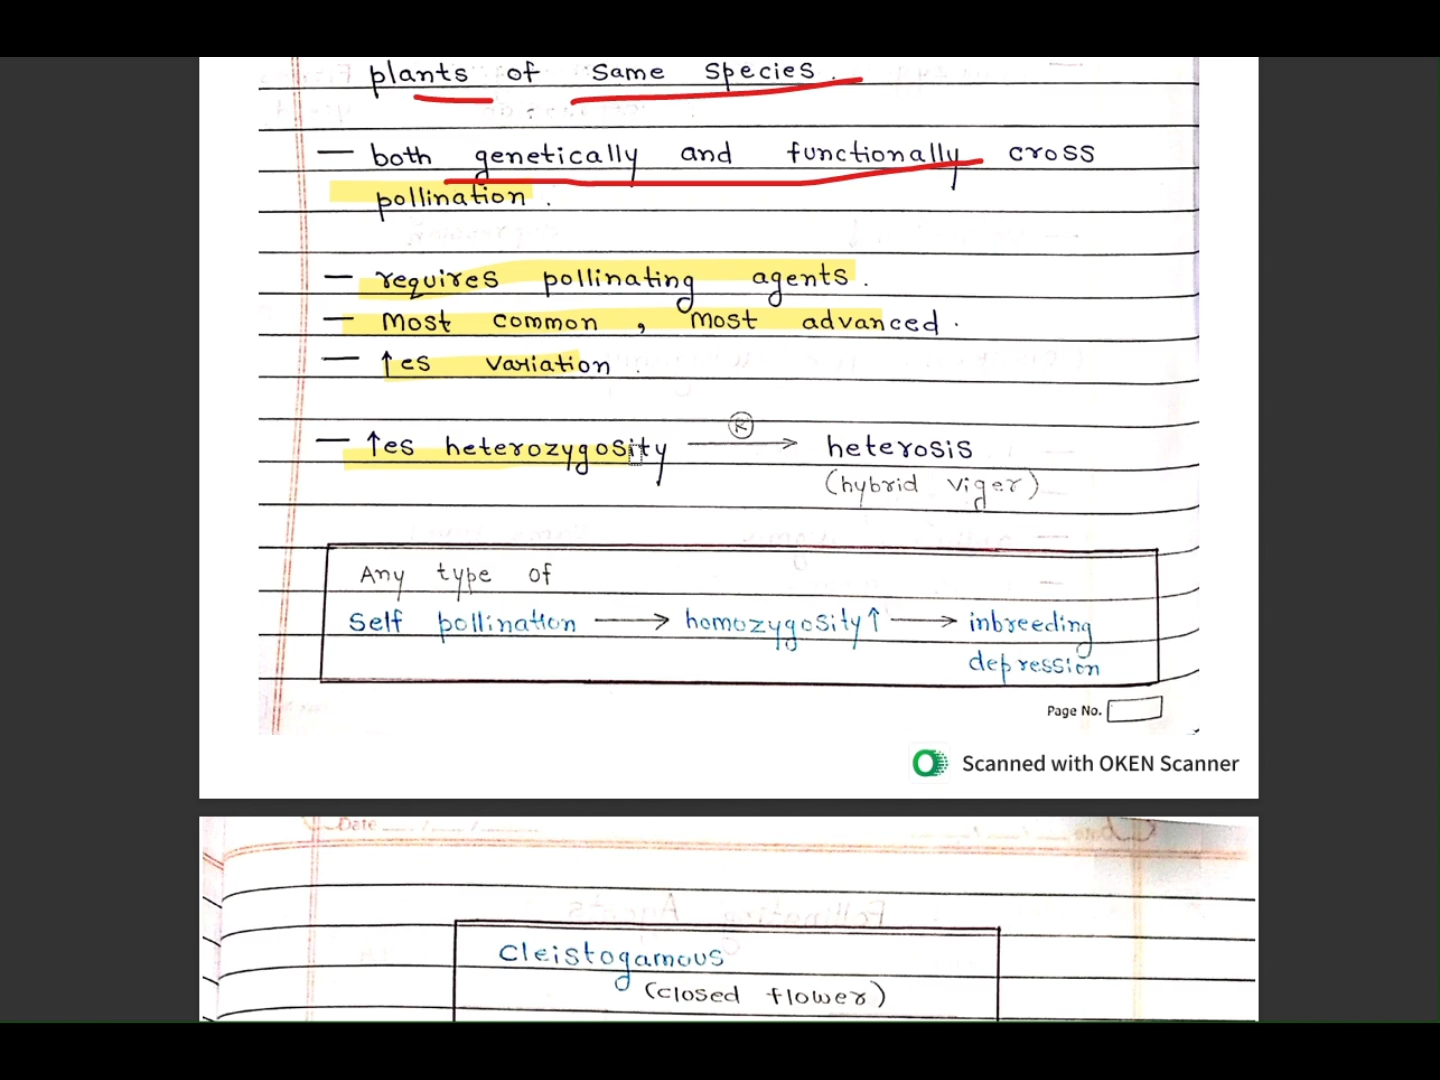 plants of same species.
— both genetically and functionally cross
pollination.
— requires pollinating agents.
— most common, most advanced.
— ↑es variation.
— ↑es heterozygosity —Ⓡ→ heterosis
(hybrid viger)
Any type of
Self pollination → homozygosity↑ → inbreeding
depression
Page No.
Scanned with OKEN Scanner
Date
Cleistogamous
(closed flower)